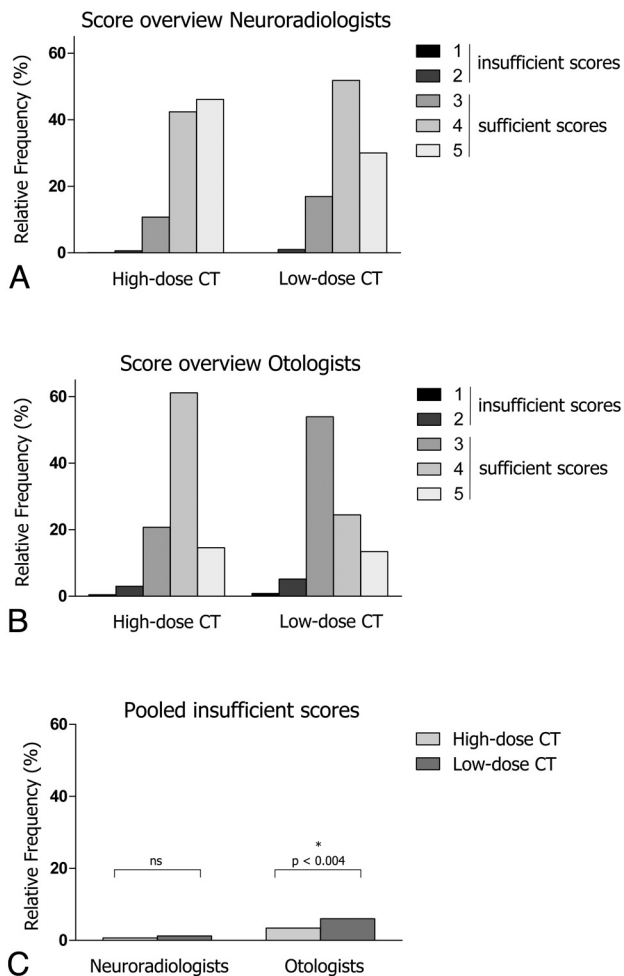 Score overview Neuroradiologists
Relative Frequency (%)
60
40
20
0
High-dose CT
Low-dose CT
1
2
insufficient scores
3
4
5
sufficient scores
A
Score overview Otologists
Relative Frequency (%)
60
40
20
0
High-dose CT
Low-dose CT
1
2
insufficient scores
3
4
5
sufficient scores
B
Pooled insufficient scores
Relative Frequency (%)
60
40
20
0
ns
*
p < 0.004
Neuroradiologists
Otologists
High-dose CT
Low-dose CT
C